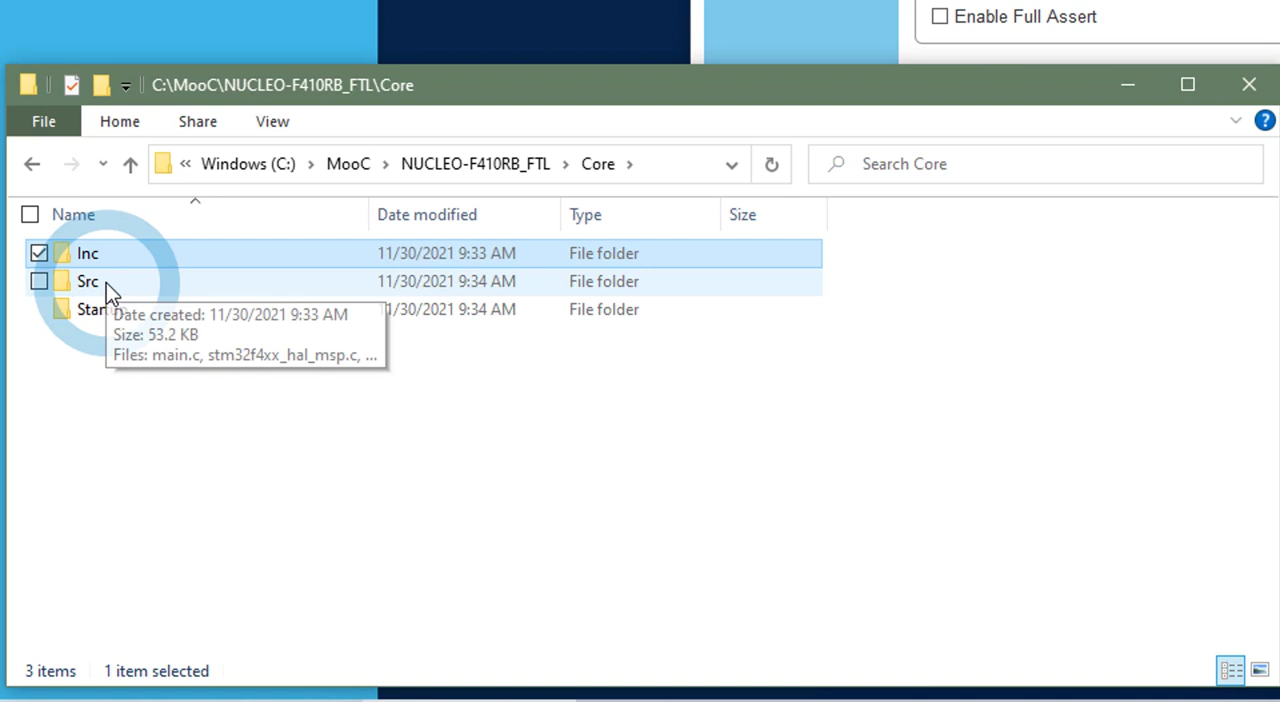 Enable Full Assert
C:\MooC\NUCLEO-F410RB_FTL\Core
File Home Share View
« Windows (C:) › MooC › NUCLEO-F410RB_FTL › Core ›
Search Core
Name Date modified Type Size
Inc 11/30/2021 9:33 AM File folder
Src 11/30/2021 9:34 AM File folder
11/30/2021 9:34 AM File folder
Date created: 11/30/2021 9:33 AM
Size: 53.2 KB
Files: main.c, stm32f4xx_hal_msp.c, ...
3 items 1 item selected